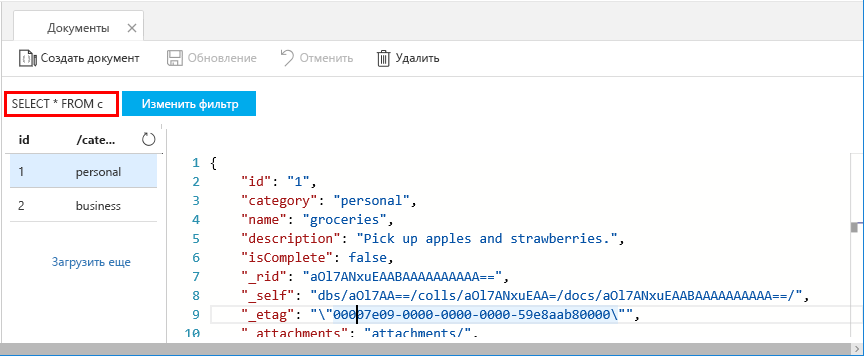 Документы
Создать документ Обновление Отменить Удалить
SELECT * FROM c Изменить фильтр
id /cate...
1 personal
2 business
Загрузить еще
1 {
2 "id": "1",
3 "category": "personal",
4 "name": "groceries",
5 "description": "Pick up apples and strawberries.",
6 "isComplete": false,
7 "_rid": "aOl7ANxuEAABAAAAAAAAAA==",
8 "_self": "dbs/aOl7AA==/colls/aOl7ANxuEAA=/docs/aOl7ANxuEAABAAAAAAAAAA==/",
9 "_etag": "\"00007e09-0000-0000-0000-59e8aab80000\"",
10 "_attachments": "attachments/",